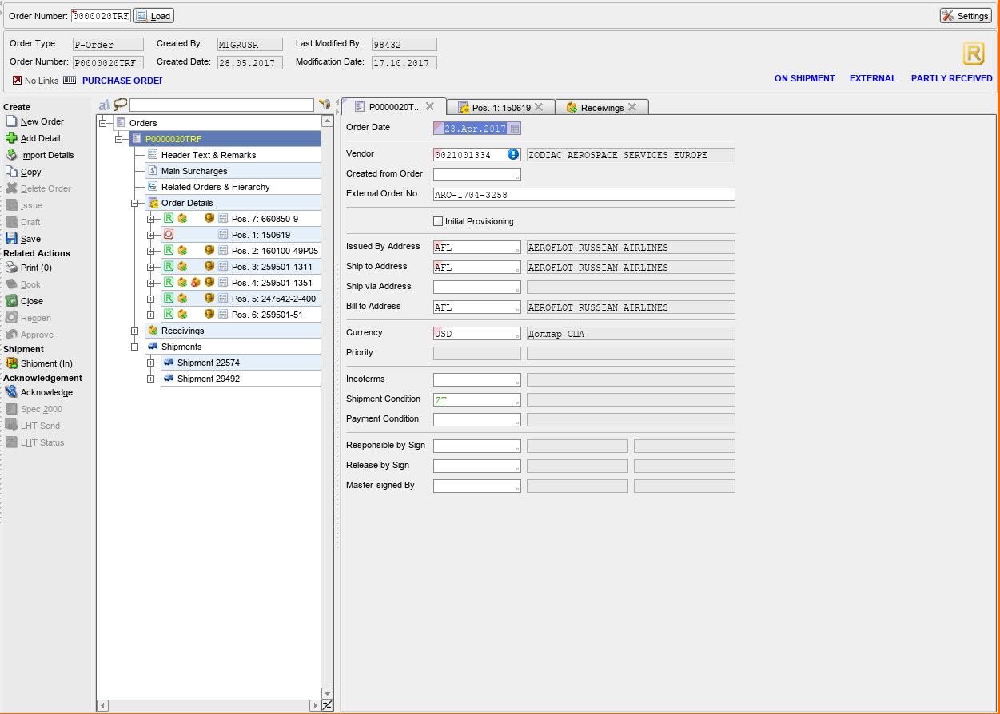 Order Number: 0000020TRF Load Settings
Order Type: P-Order Created By: MIGRUSR Last Modified By: 98432
Order Number: P0000020TRF Created Date: 28.05.2017 Modification Date: 17.10.2017
No Links PURCHASE ORDER ON SHIPMENT EXTERNAL PARTLY RECEIVED
Create
New Order
Add Detail
Import Details
Copy
Delete Order
Issue
Draft
Save
Related Actions
Print (0)
Book
Close
Reopen
Approve
Shipment
Shipment (In)
Acknowledgement
Acknowledge
Spec 2000
LHT Send
LHT Status
Orders
P0000020TRF
Header Text & Remarks
Main Surcharges
Related Orders & Hierarchy
Order Details
Pos. 7: 660850-9
Pos. 1: 150619
Pos. 2: 160100-49P05
Pos. 3: 259501-1311
Pos. 4: 259501-1351
Pos. 5: 247542-2-400
Pos. 6: 259501-51
Receivings
Shipments
Shipment 22574
Shipment 29492
P0000020T... Pos. 1: 150619 Receivings
Order Date 23.Apr.2017
Vendor 0021001334 ZODIAC AEROSPACE SERVICES EUROPE
Created from Order
External Order No. ARO-1704-3258
Initial Provisioning
Issued By Address AFL AEROFLOT RUSSIAN AIRLINES
Ship to Address AFL AEROFLOT RUSSIAN AIRLINES
Ship via Address
Bill to Address AFL AEROFLOT RUSSIAN AIRLINES
Currency USD Доллар США
Priority
Incoterms
Shipment Condition ZT
Payment Condition
Responsible by Sign
Release by Sign
Master-signed By